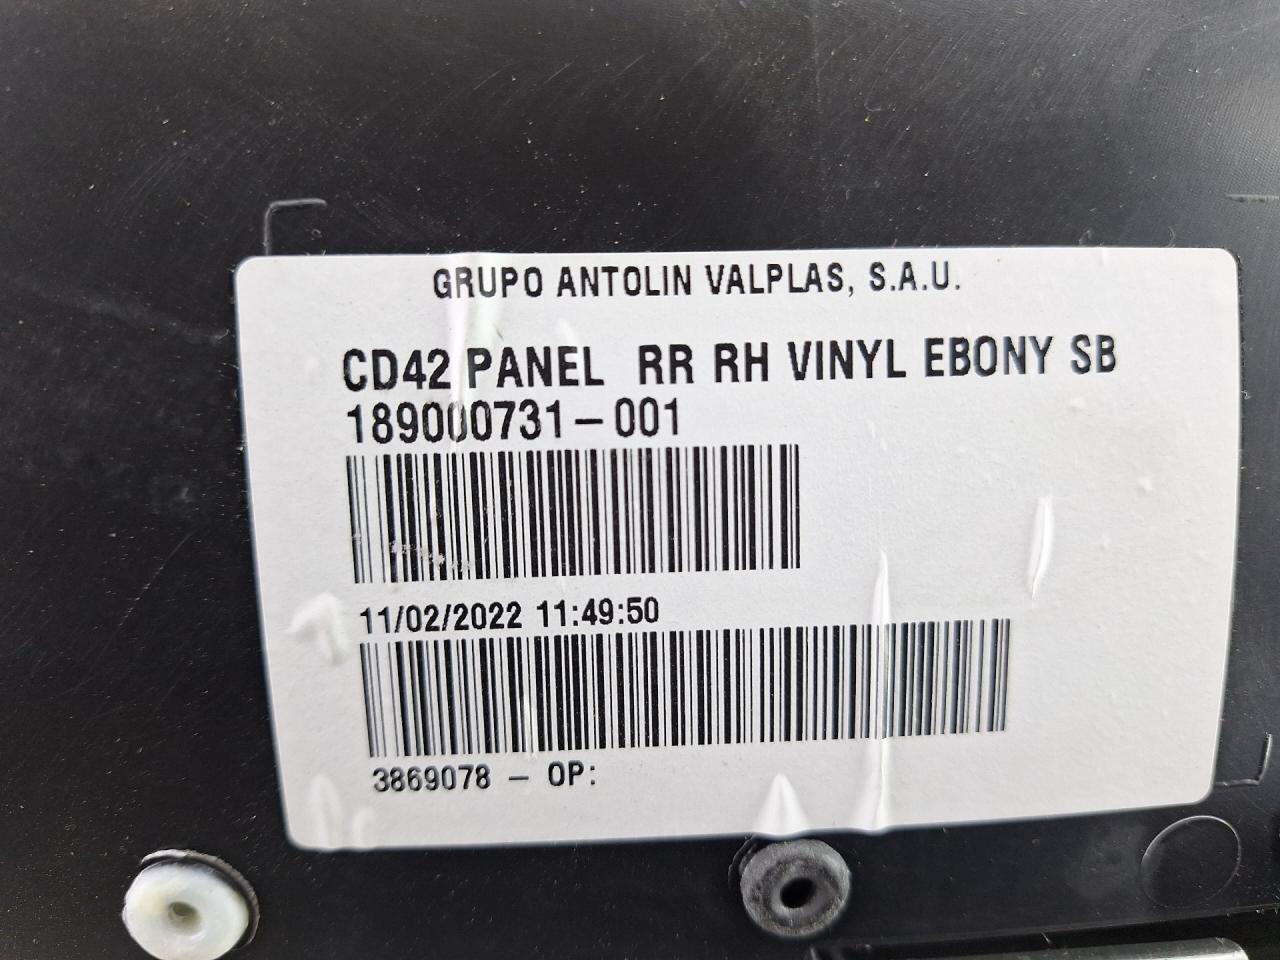 GRUPO ANTOLIN VALPLAS, S.A.U.
CD42 PANEL RR RH VINYL EBONY SB
189000731-001
11/02/2022 11:49:50
3869078 - OP: